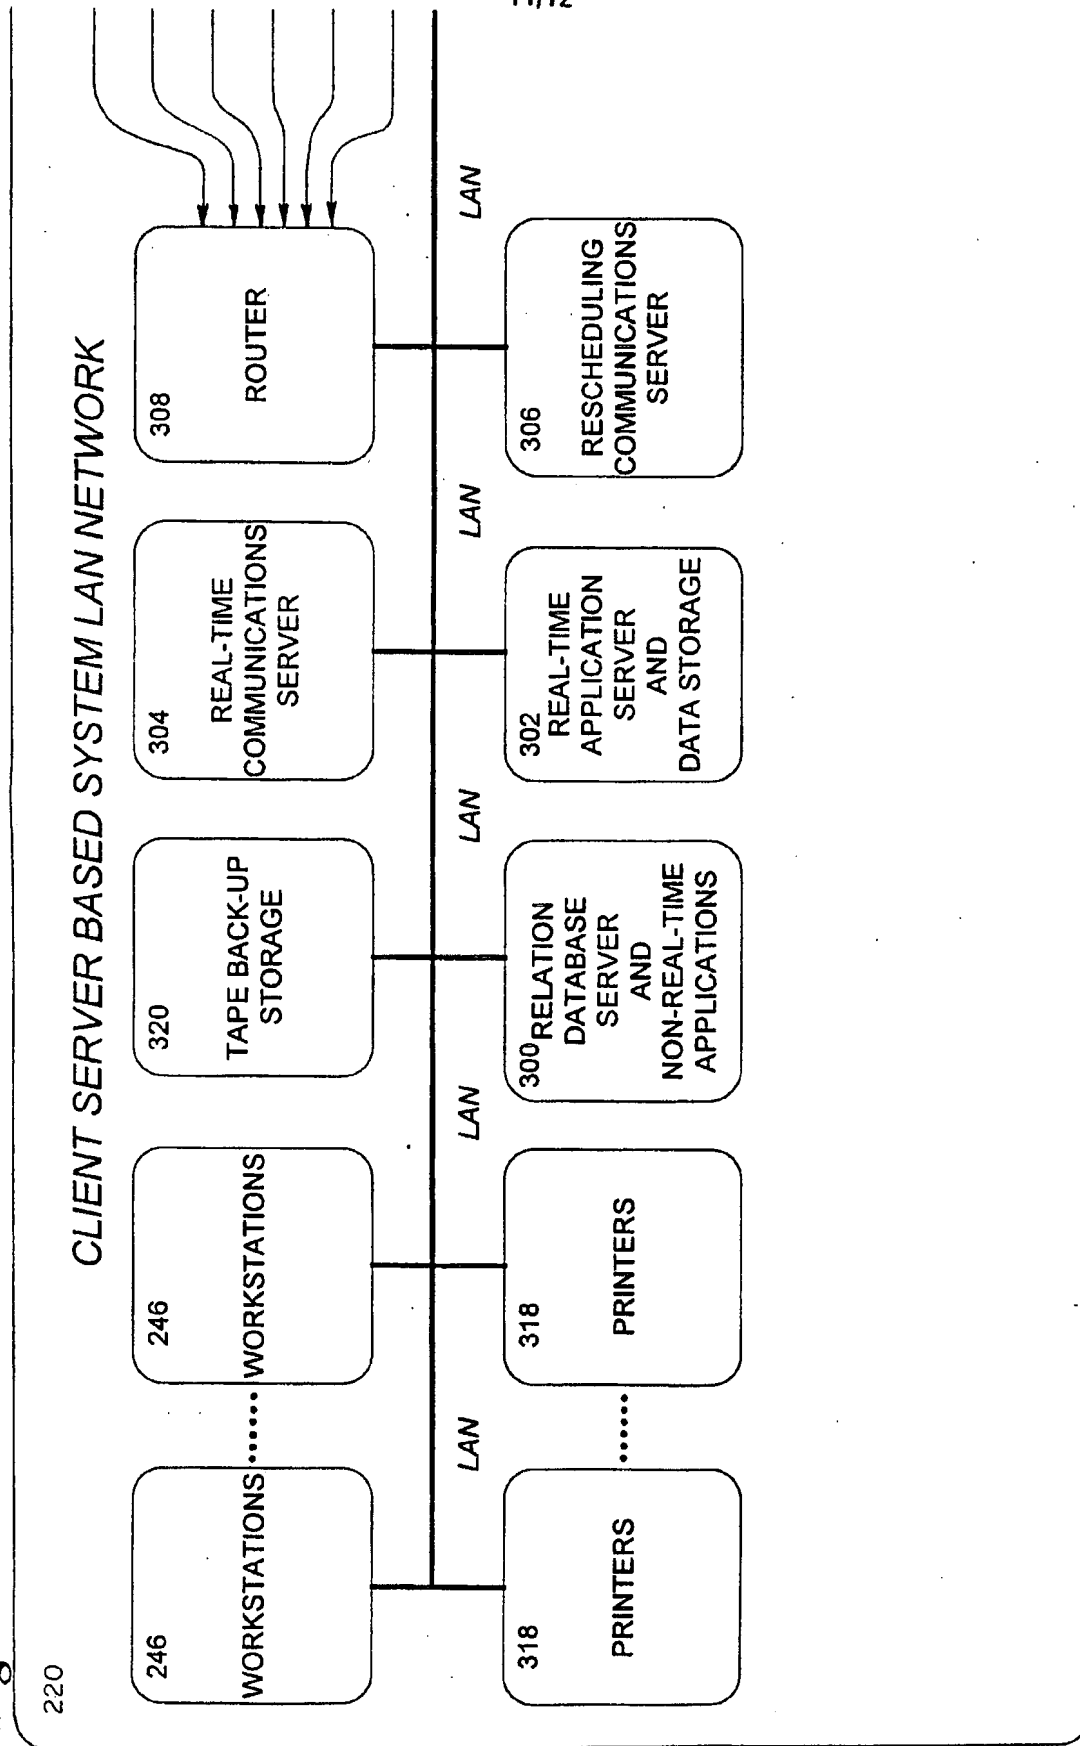 220
CLIENT SERVER BASED SYSTEM LAN NETWORK
246
WORKSTATIONS
246
WORKSTATIONS
320
TAPE BACK-UP
STORAGE
304
REAL-TIME
COMMUNICATIONS
SERVER
308
ROUTER
LAN
LAN
LAN
LAN
LAN
318
PRINTERS
318
PRINTERS
300
RELATION
DATABASE
SERVER
AND
NON-REAL-TIME
APPLICATIONS
302
REAL-TIME
APPLICATION
SERVER
AND
DATA STORAGE
306
RESCHEDULING
COMMUNICATIONS
SERVER